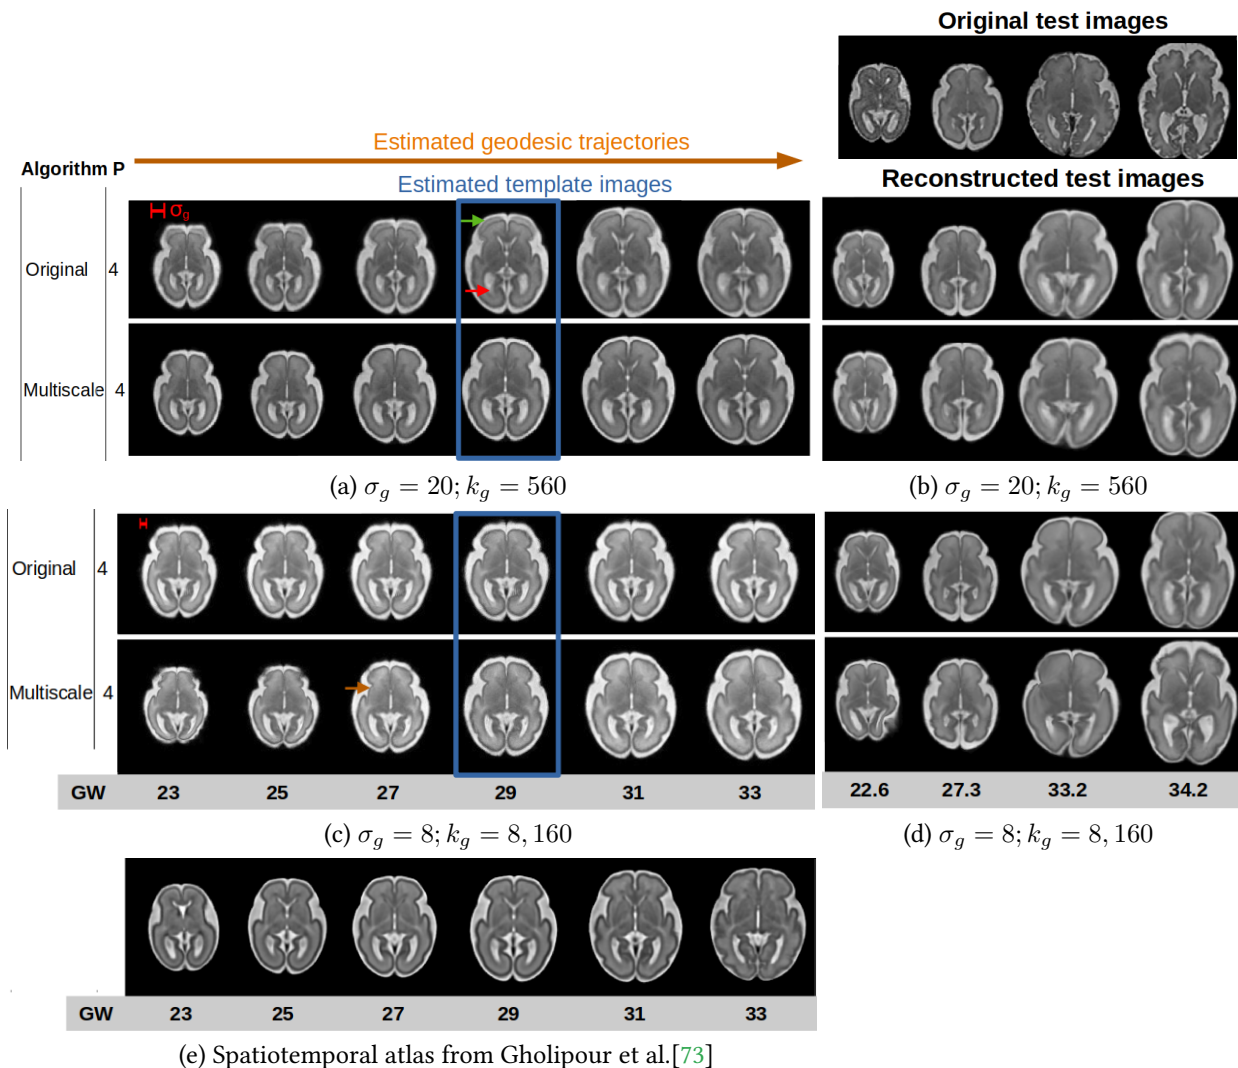 Original test images
Estimated geodesic trajectories
Algorithm P
Estimated template images
Reconstructed test images
σg
Original 4
Multiscale 4
(a) σg = 20; kg = 560
(b) σg = 20; kg = 560
Original 4
Multiscale 4
GW 23 25 27 29 31 33
22.6 27.3 33.2 34.2
(c) σg = 8; kg = 8, 160
(d) σg = 8; kg = 8, 160
GW 23 25 27 29 31 33
(e) Spatiotemporal atlas from Gholipour et al.[73]